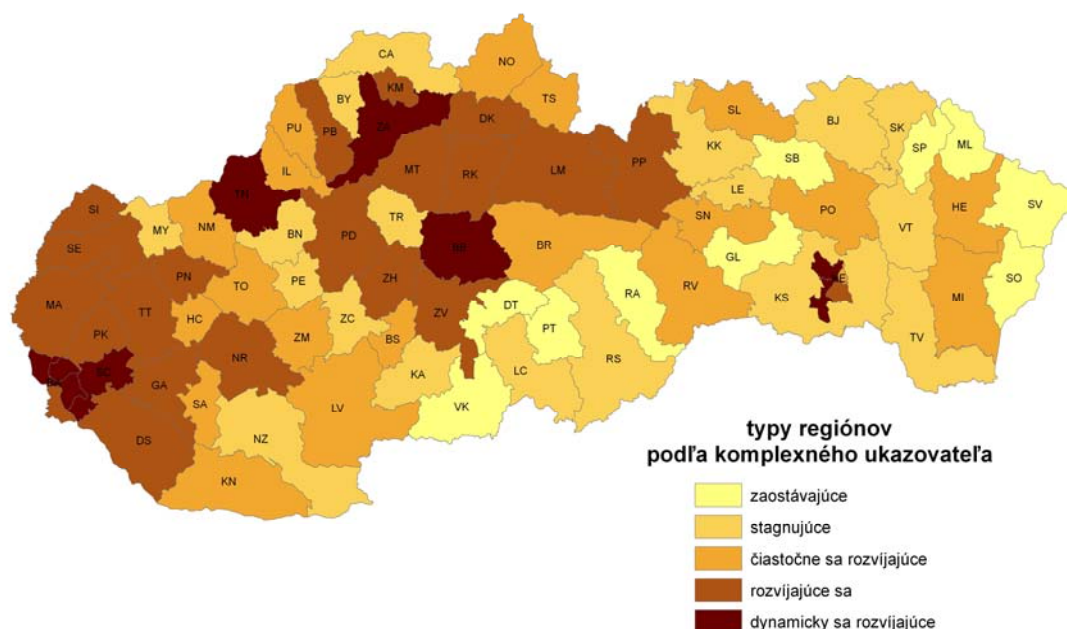 CA
NO
BY
KM
TS
ZA
PU
PB
DK
SL
BJ
SK
SP
ML
IL
MT
RK
LM
PP
KK
SB
TN
LE
SV
HE
SI
MY
NM
BN
TR
SN
PO
VT
SE
PD
BB
BR
GL
SO
PN
PE
ZH
KE
MA
TT
TO
RA
RV
KS
MI
HC
ZC
DT
PK
ZM
BS
ZV
PT
TV
NR
SC
BA
GA
KA
LC
RS
SA
LV
VK
DS
NZ
KN
typy regiónov
podľa komplexného ukazovateľa
zaostávajúce
stagnujúce
čiastočne sa rozvíjajúce
rozvíjajúce sa
dynamicky sa rozvíjajúce